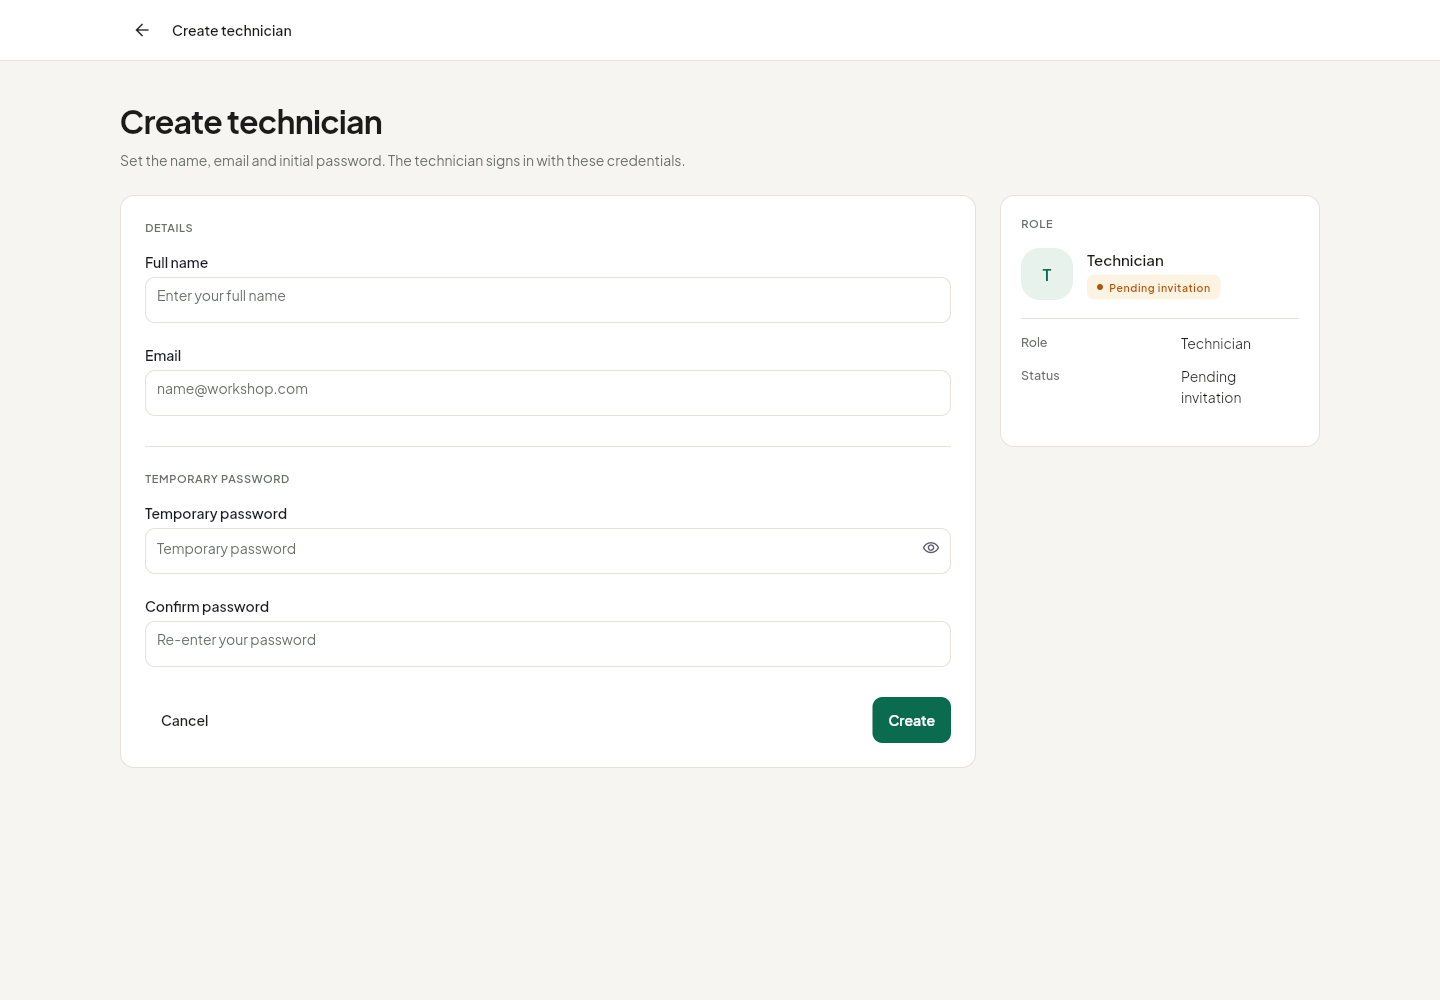 Create technician
Create technician
Set the name, email and initial password. The technician signs in with these credentials.
DETAILS
Full name
Enter your full name
Email
name@workshop.com
TEMPORARY PASSWORD
Temporary password
Temporary password
Confirm password
Re-enter your password
Cancel
Create
ROLE
T
Technician
Pending invitation
Role
Technician
Status
Pending
invitation